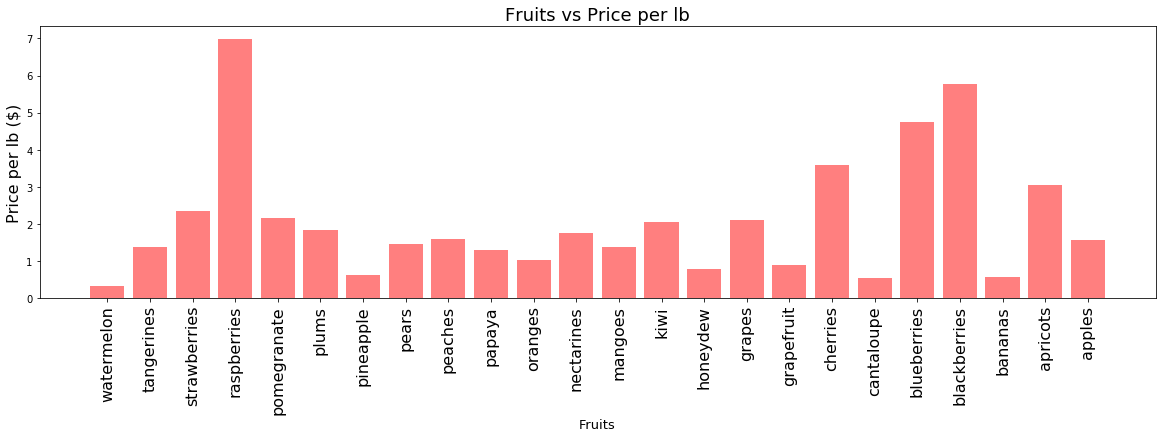 Fruits vs Price per lb
Price per lb ($)
7
6
5
4
3
2
1
0
watermelon
tangerines
strawberries
raspberries
pomegranate
plums
pineapple
pears
peaches
papaya
oranges
nectarines
mangoes
kiwi
honeydew
grapes
grapefruit
cherries
cantaloupe
blueberries
blackberries
bananas
apricots
apples
Fruits